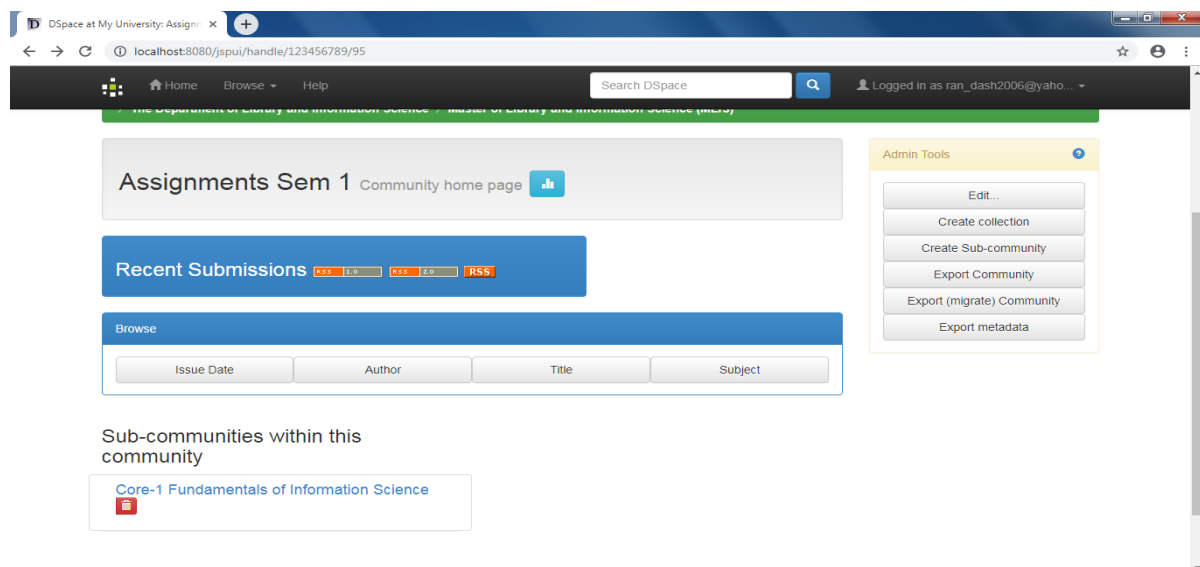 DSpace at My University: Assignm
localhost:8080/jspui/handle/123456789/95
Home Browse Help Search DSpace Logged in as ran_dash2006@yaho...
The Department of Library and Information Science > Master of Library and Information Science (MLIS)
Assignments Sem 1 Community home page
Admin Tools
Edit...
Create collection
Create Sub-community
Export Community
Export (migrate) Community
Export metadata
Recent Submissions RSS 1.0 RSS 2.0 RSS
Browse
Issue Date Author Title Subject
Sub-communities within this
community
Core-1 Fundamentals of Information Science